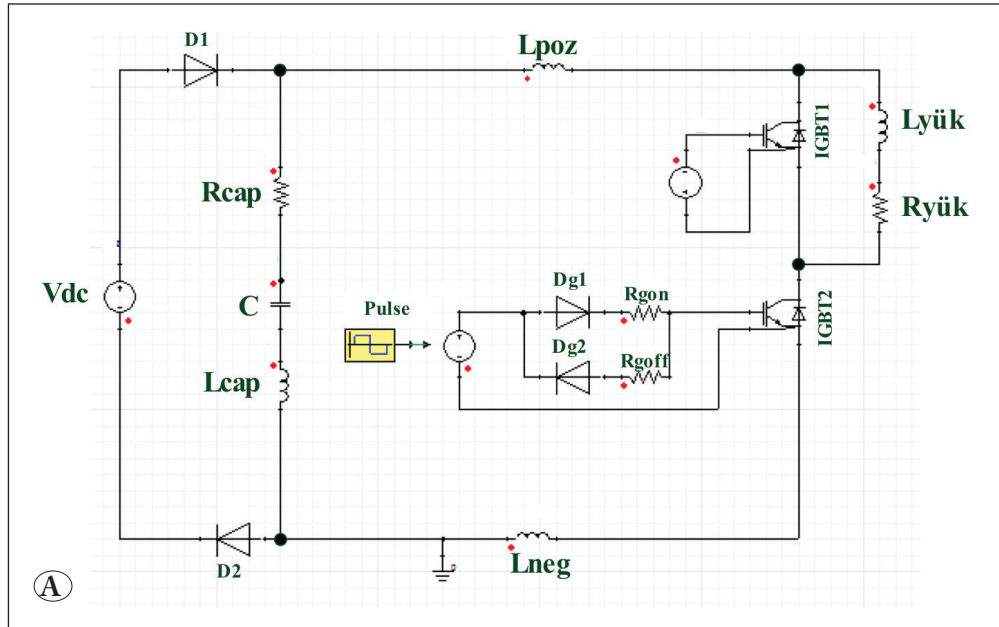 D1
Lpoz
IGBT1
Lyük
Rcap
Ryük
Vdc
C
Pulse
Dg1
Rgon
IGBT2
Dg2
Rgoff
Lcap
D2
Lneg
A